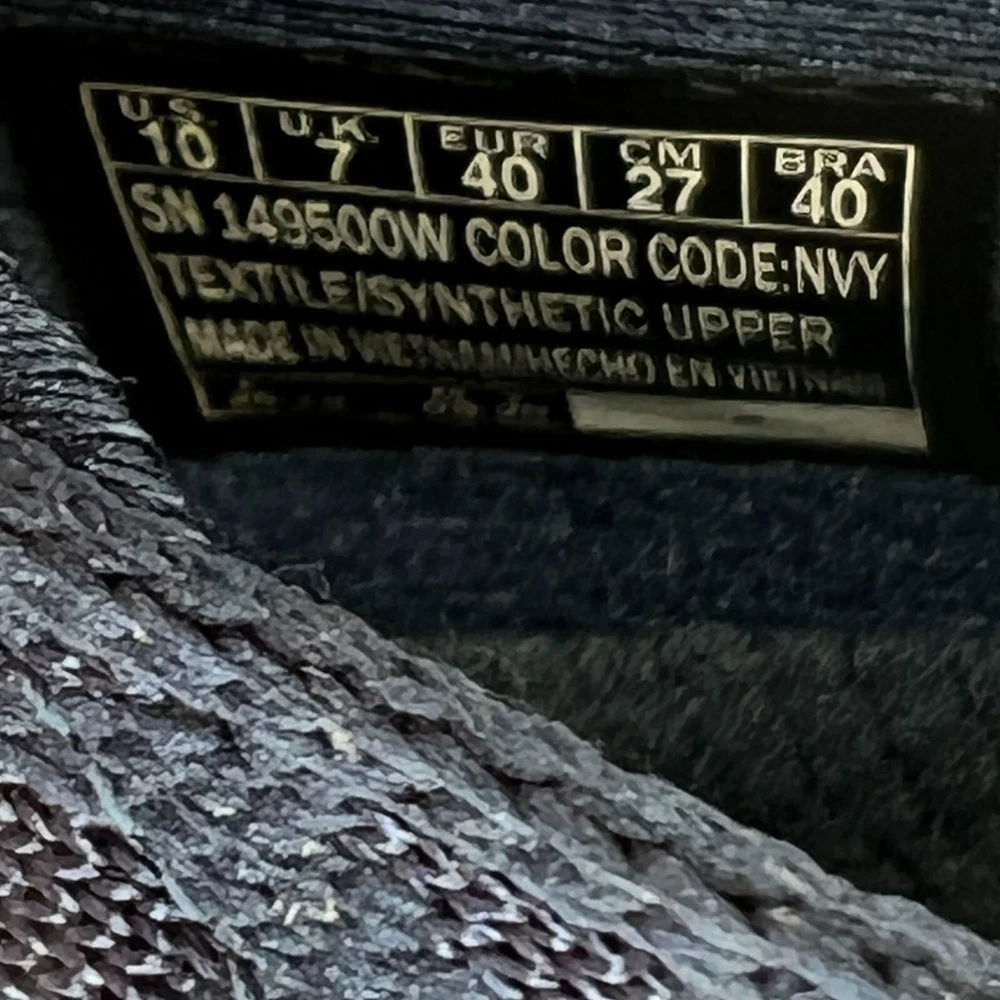 U.S. U.K. EUR CM BRA
10 7 40 27 40
SN 149500W COLOR CODE:NVY
TEXTILE/SYNTHETIC UPPER
MADE IN VIETNAM/HECHO EN VIETNAM